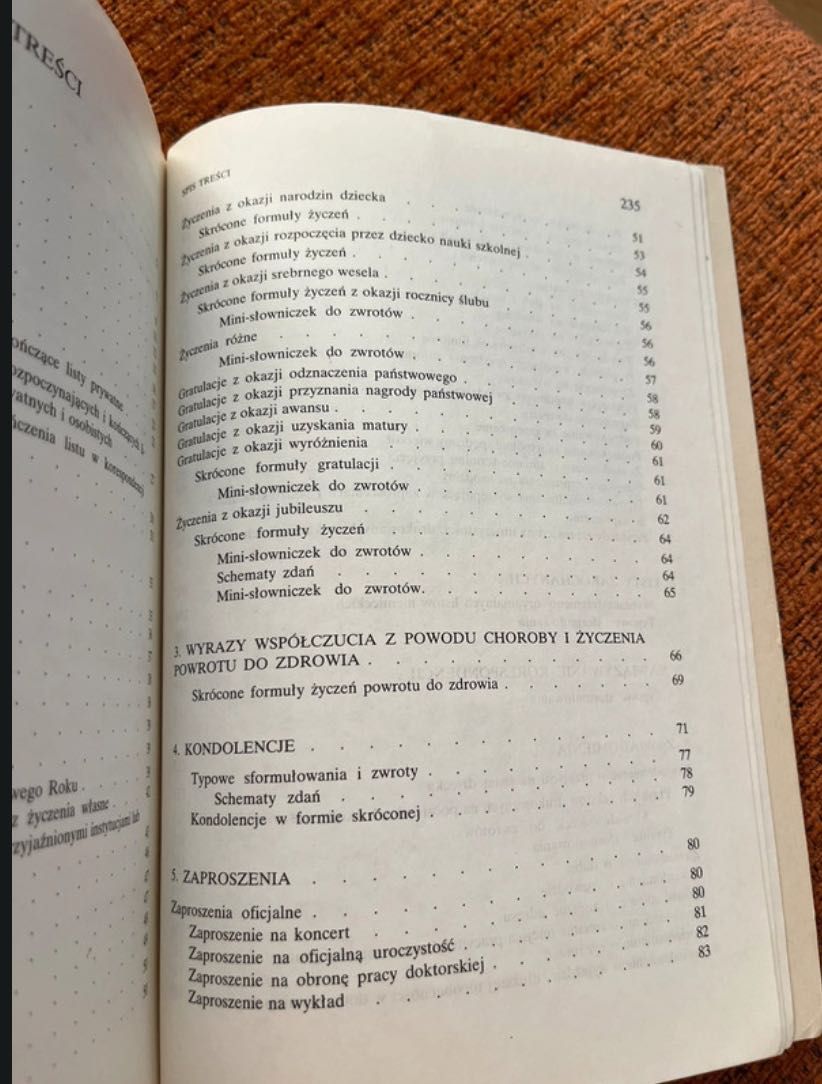 TREŚCI
ończące listy prywatne
rozpoczynających i kończących
watnych i osobistych
ńczenia listu w korespondencji
wego Roku .
z życzenia własne .
zyjaźnionymi instytucjami lub
SPIS TREŚCI 235
Życzenia z okazji narodzin dziecka . . . . . . 51
Skrócone formuły życzeń . . . . . . 53
Życzenia z okazji rozpoczęcia przez dziecko nauki szkolnej . . . 54
Skrócone formuły życzeń . . . . . . 55
Życzenia z okazji srebrnego wesela . . . . . . 55
Skrócone formuły życzeń z okazji rocznicy ślubu . . . . 56
Mini-słowniczek do zwrotów . . . . . . 56
Życzenia różne . . . . . . 56
Mini-słowniczek do zwrotów . . . . . . 57
Gratulacje z okazji odznaczenia państwowego . . . . . 58
Gratulacje z okazji przyznania nagrody państwowej . . . . 58
Gratulacje z okazji awansu . . . . . . 59
Gratulacje z okazji uzyskania matury . . . . . . 60
Gratulacje z okazji wyróżnienia . . . . . . 61
Skrócone formuły gratulacji . . . . . . 61
Mini-słowniczek do zwrotów . . . . . . 61
Życzenia z okazji jubileuszu . . . . . . 62
Skrócone formuły życzeń . . . . . . 64
Mini-słowniczek do zwrotów . . . . . . 64
Schematy zdań . . . . . . 64
Mini-słowniczek do zwrotów. . . . . . . 65
3. WYRAZY WSPÓŁCZUCIA Z POWODU CHOROBY I ŻYCZENIA
POWROTU DO ZDROWIA . . . . . . 66
Skrócone formuły życzeń powrotu do zdrowia . . . . . 69
4. KONDOLENCJE . . . . . . 71
Typowe sformułowania i zwroty . . . . . . 77
Schematy zdań . . . . . . 78
Kondolencje w formie skróconej . . . . . . 79
5. ZAPROSZENIA . . . . . . 80
Zaproszenia oficjalne . . . . . . 80
Zaproszenie na koncert . . . . . . 80
Zaproszenie na oficjalną uroczystość . . . . . 81
Zaproszenie na obronę pracy doktorskiej . . . . . 82
Zaproszenie na wykład . . . . . . 83